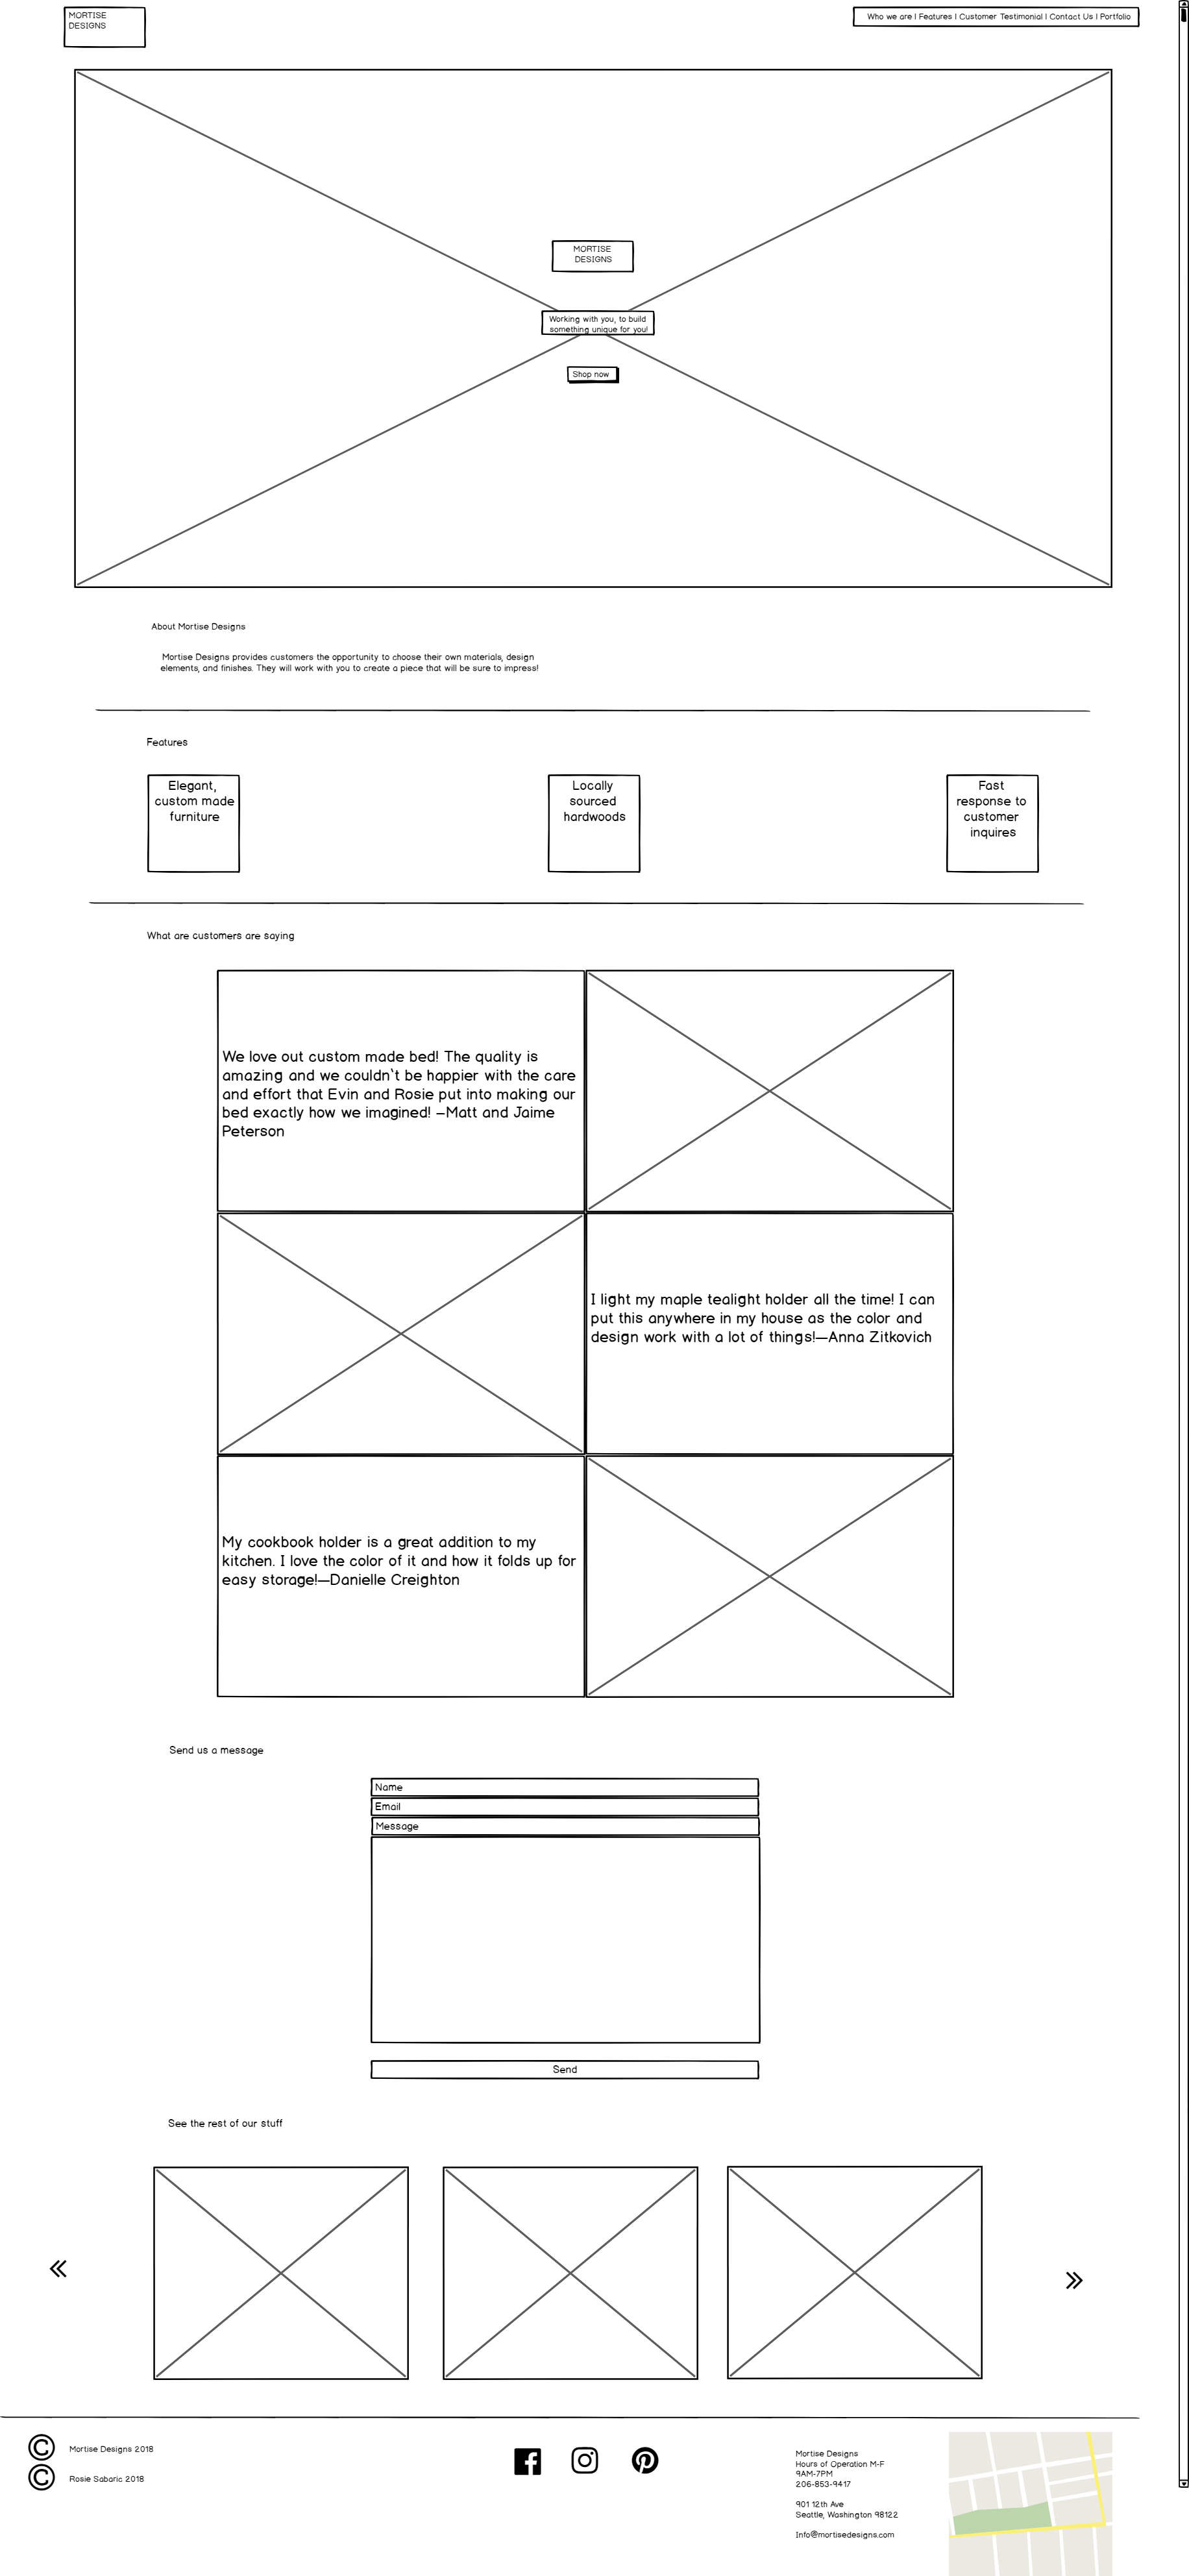 MORTISE
DESIGNS
Who we are | Features | Customer Testimonial | Contact Us | Portfolio
MORTISE
DESIGNS
Working with you, to build
something unique for you!
Shop now
About Mortise Designs
Mortise Designs provides customers the opportunity to choose their own materials, design
elements, and finishes. They will work with you to create a piece that will be sure to impress!
Features
Elegant,
custom made
furniture
Locally
sourced
hardwoods
Fast
response to
customer
inquires
What are customers are saying
We love out custom made bed! The quality is
amazing and we couldn't be happier with the care
and effort that Evin and Rosie put into making our
bed exactly how we imagined! –Matt and Jaime
Peterson
I light my maple tealight holder all the time! I can
put this anywhere in my house as the color and
design work with a lot of things!—Anna Zitkovich
My cookbook holder is a great addition to my
kitchen. I love the color of it and how it folds up for
easy storage!—Danielle Creighton
Send us a message
Name
Email
Message
Send
See the rest of our stuff
© Mortise Designs 2018
© Rosie Sabaric 2018
Mortise Designs
Hours of Operation M-F
9AM-7PM
206-853-9417
901 12th Ave
Seattle, Washington 98122
Info@mortisedesigns.com